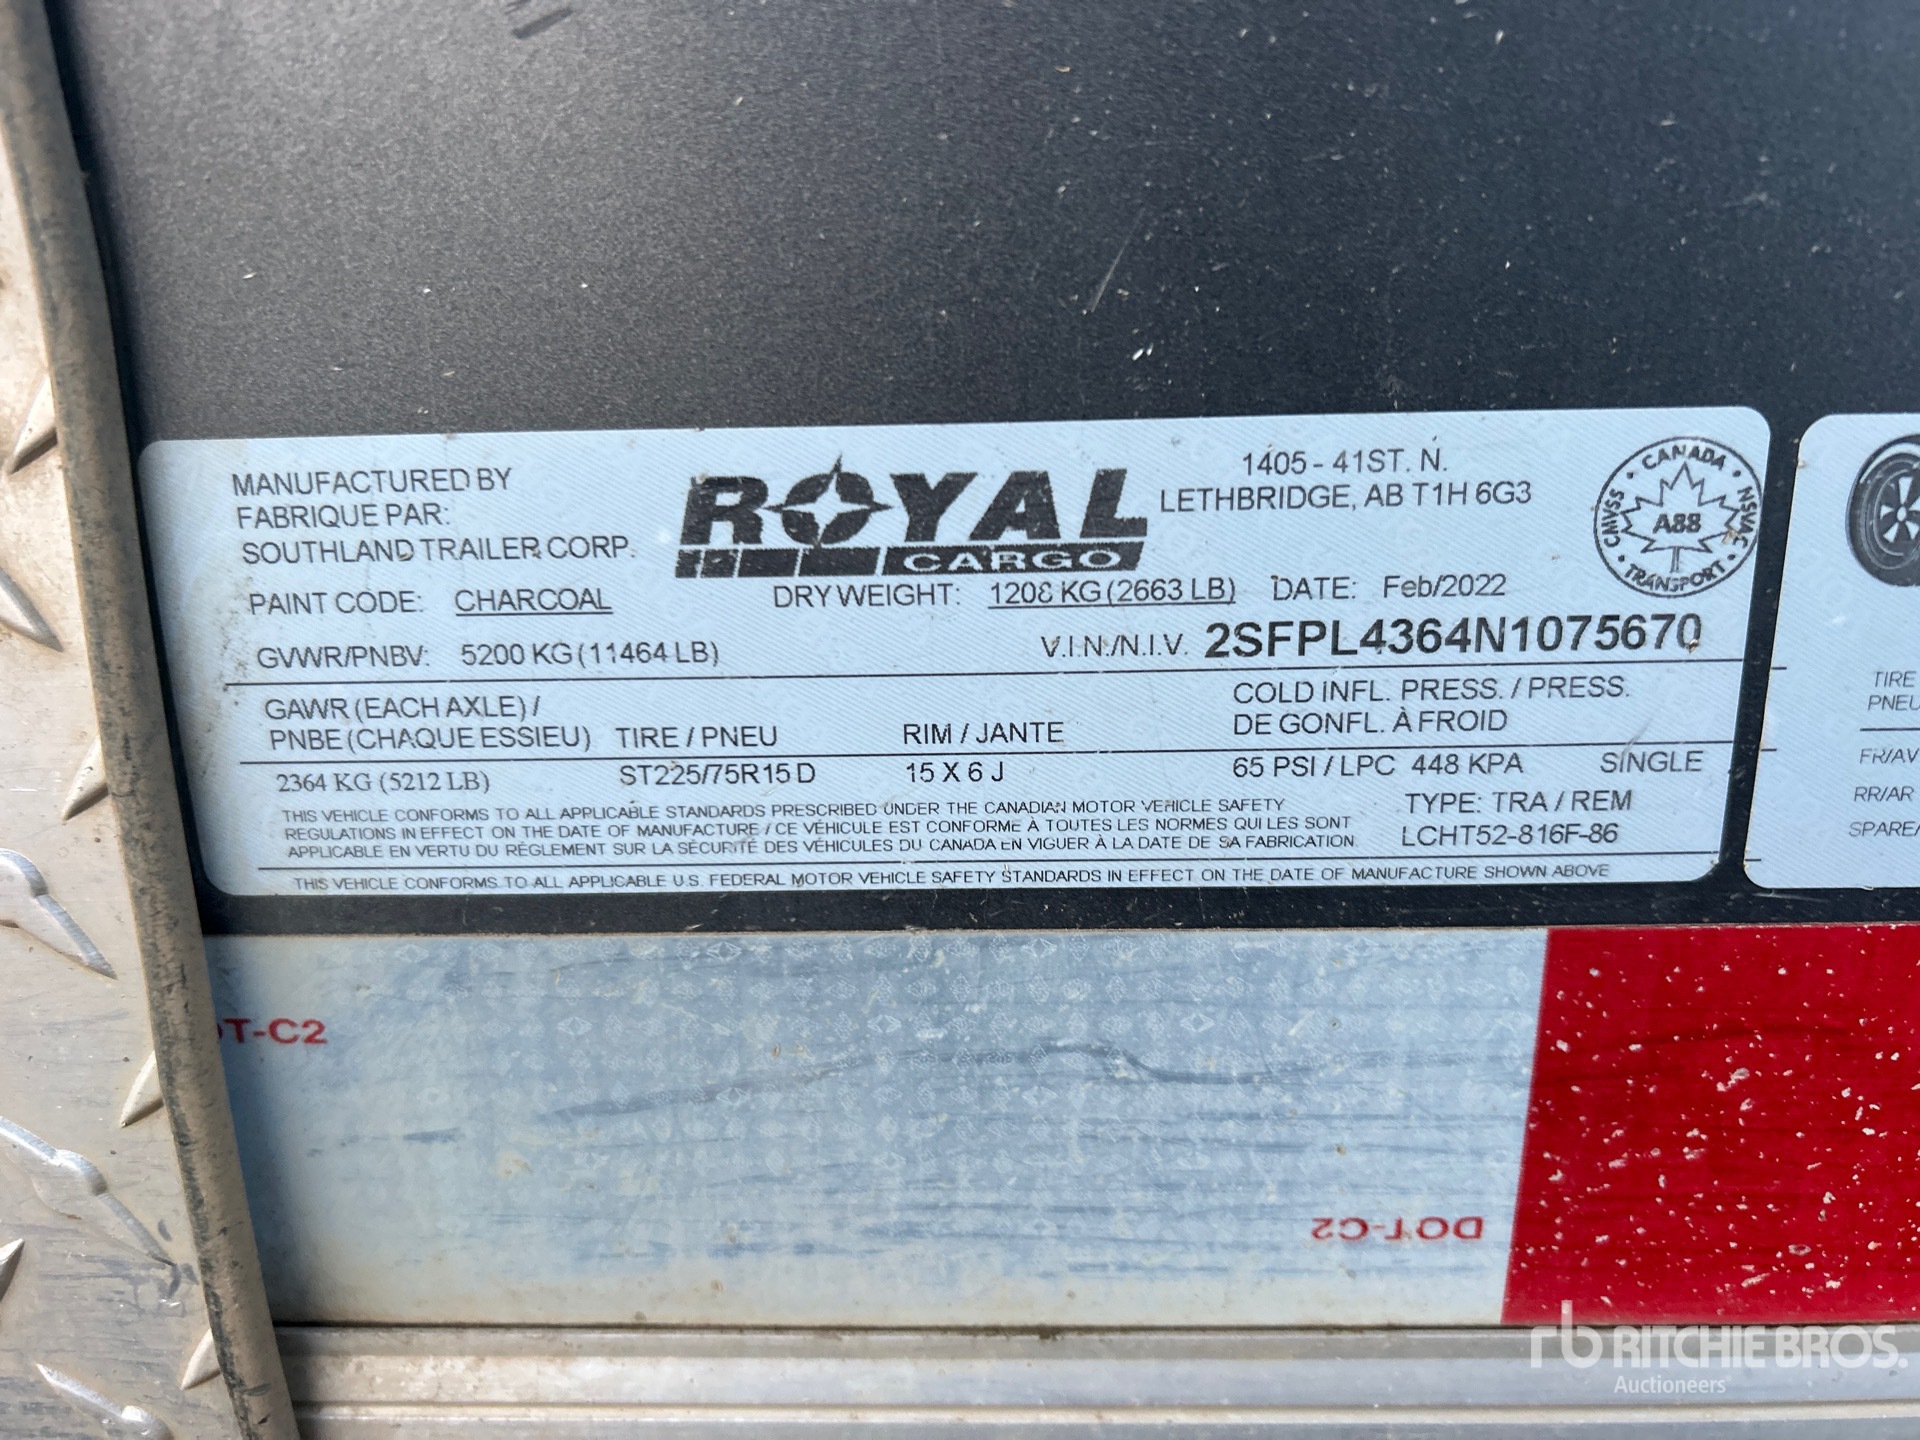 MANUFACTURED BY
FABRIQUE PAR:
SOUTHLAND TRAILER CORP.
ROYAL
CARGO
1405 - 41ST. N.
LETHBRIDGE, AB T1H 6G3
CANADA
CMVSS
NSVAC
A88
TRANSPORT
PAINT CODE: CHARCOAL
DRY WEIGHT: 1208 KG (2663 LB) DATE: Feb/2022
GVWR/PNBV: 5200 KG (11464 LB)
V.I.N./N.I.V. 2SFPL4364N1075670
GAWR (EACH AXLE) /
PNBE (CHAQUE ESSIEU) TIRE / PNEU RIM / JANTE
COLD INFL. PRESS. / PRESS.
DE GONFL. À FROID
2364 KG (5212 LB) ST225/75R15 D 15 X 6 J 65 PSI / LPC 448 KPA SINGLE
THIS VEHICLE CONFORMS TO ALL APPLICABLE STANDARDS PRESCRIBED UNDER THE CANADIAN MOTOR VEHICLE SAFETY
REGULATIONS IN EFFECT ON THE DATE OF MANUFACTURE / CE VÉHICULE EST CONFORME À TOUTES LES NORMES QUI LES SONT
APPLICABLE EN VERTU DU RÉGLEMENT SUR LA SÉCURITÉ DES VÉHICULES DU CANADA EN VIGUER À LA DATE DE SA FABRICATION.
TYPE: TRA / REM
LCHT52-816F-86
THIS VEHICLE CONFORMS TO ALL APPLICABLE U.S. FEDERAL MOTOR VEHICLE SAFETY STANDARDS IN EFFECT ON THE DATE OF MANUFACTURE SHOWN ABOVE
TIRE
PNEU
FR/AV
RR/AR
SPARE/
OT-C2
DOT-C2
rb RITCHIE BROS.
Auctioneers